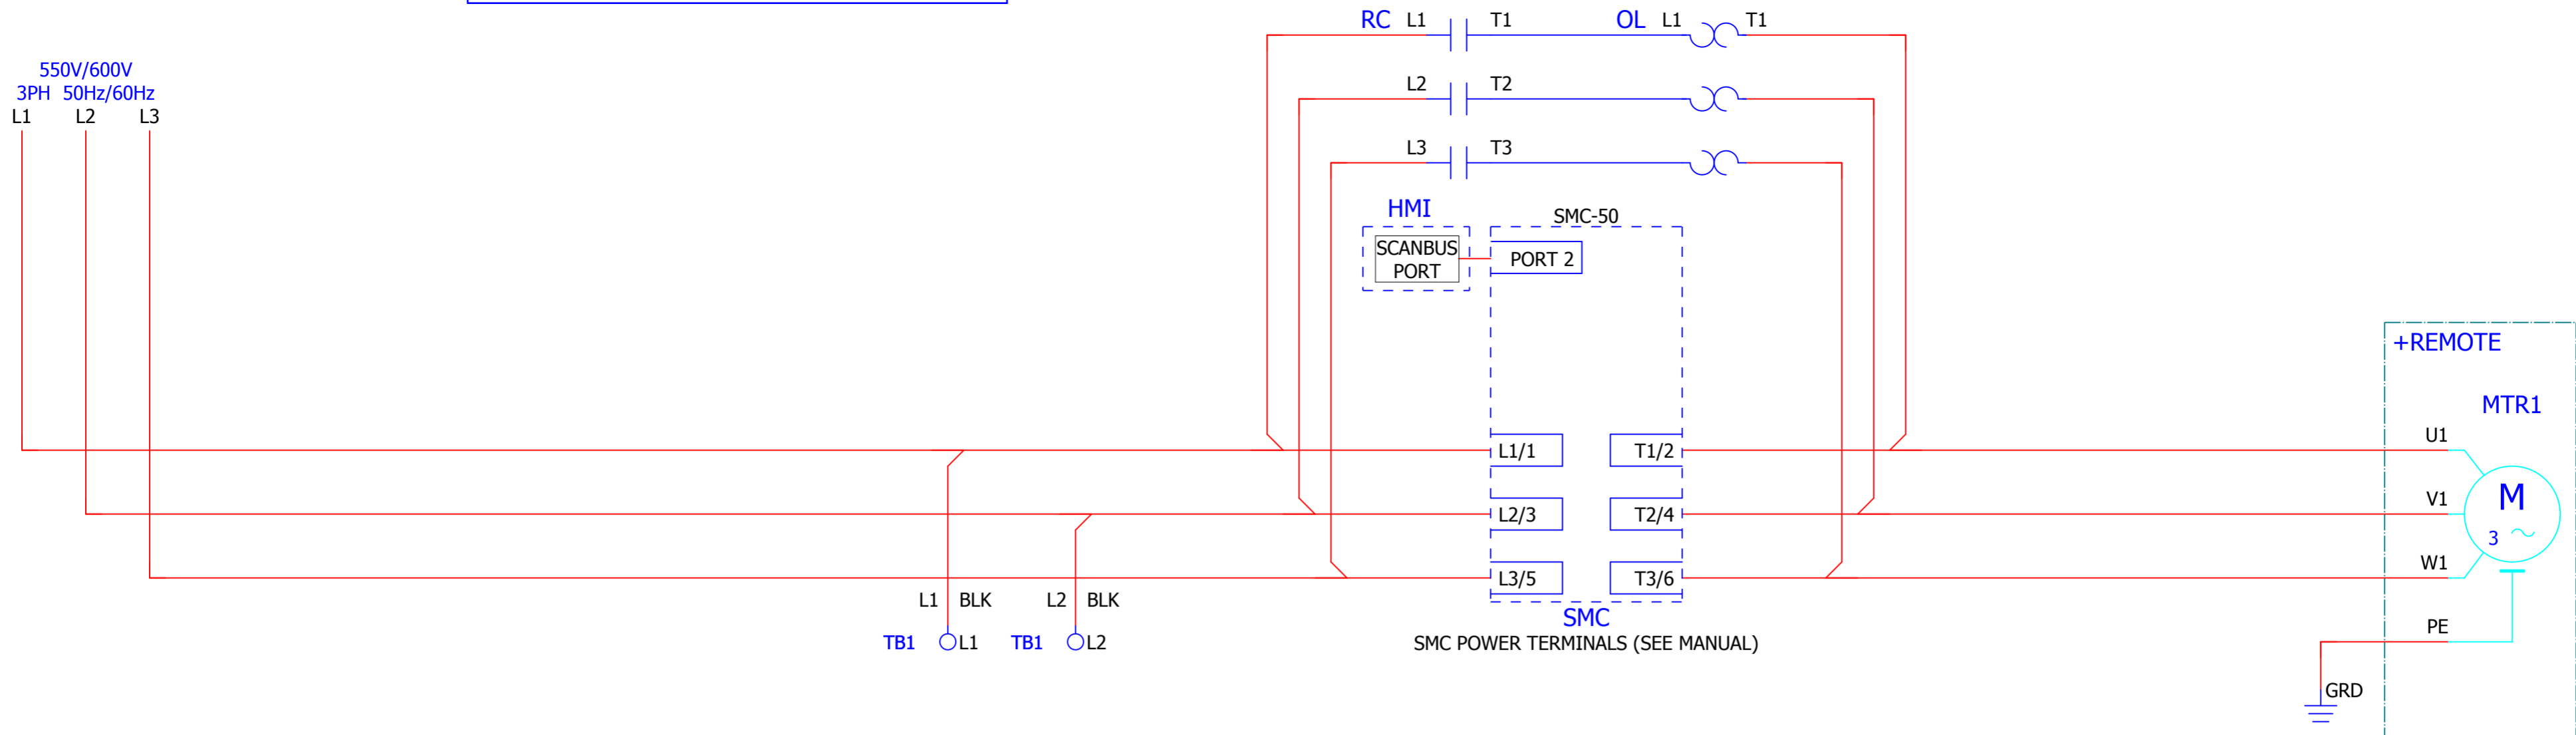 RC L1 T1 OL L1 T1
550V/600V
3PH 50Hz/60Hz
L1 L2 L3
L2 T2
L3 T3
HMI
SMC-50
SCANBUS
PORT
PORT 2
+REMOTE
MTR1
U1
L1/1 T1/2
V1
M
L2/3 T2/4
3
W1
L3/5 T3/6
L1 BLK L2 BLK
SMC
PE
TB1 L1 TB1 L2
SMC POWER TERMINALS (SEE MANUAL)
GRD